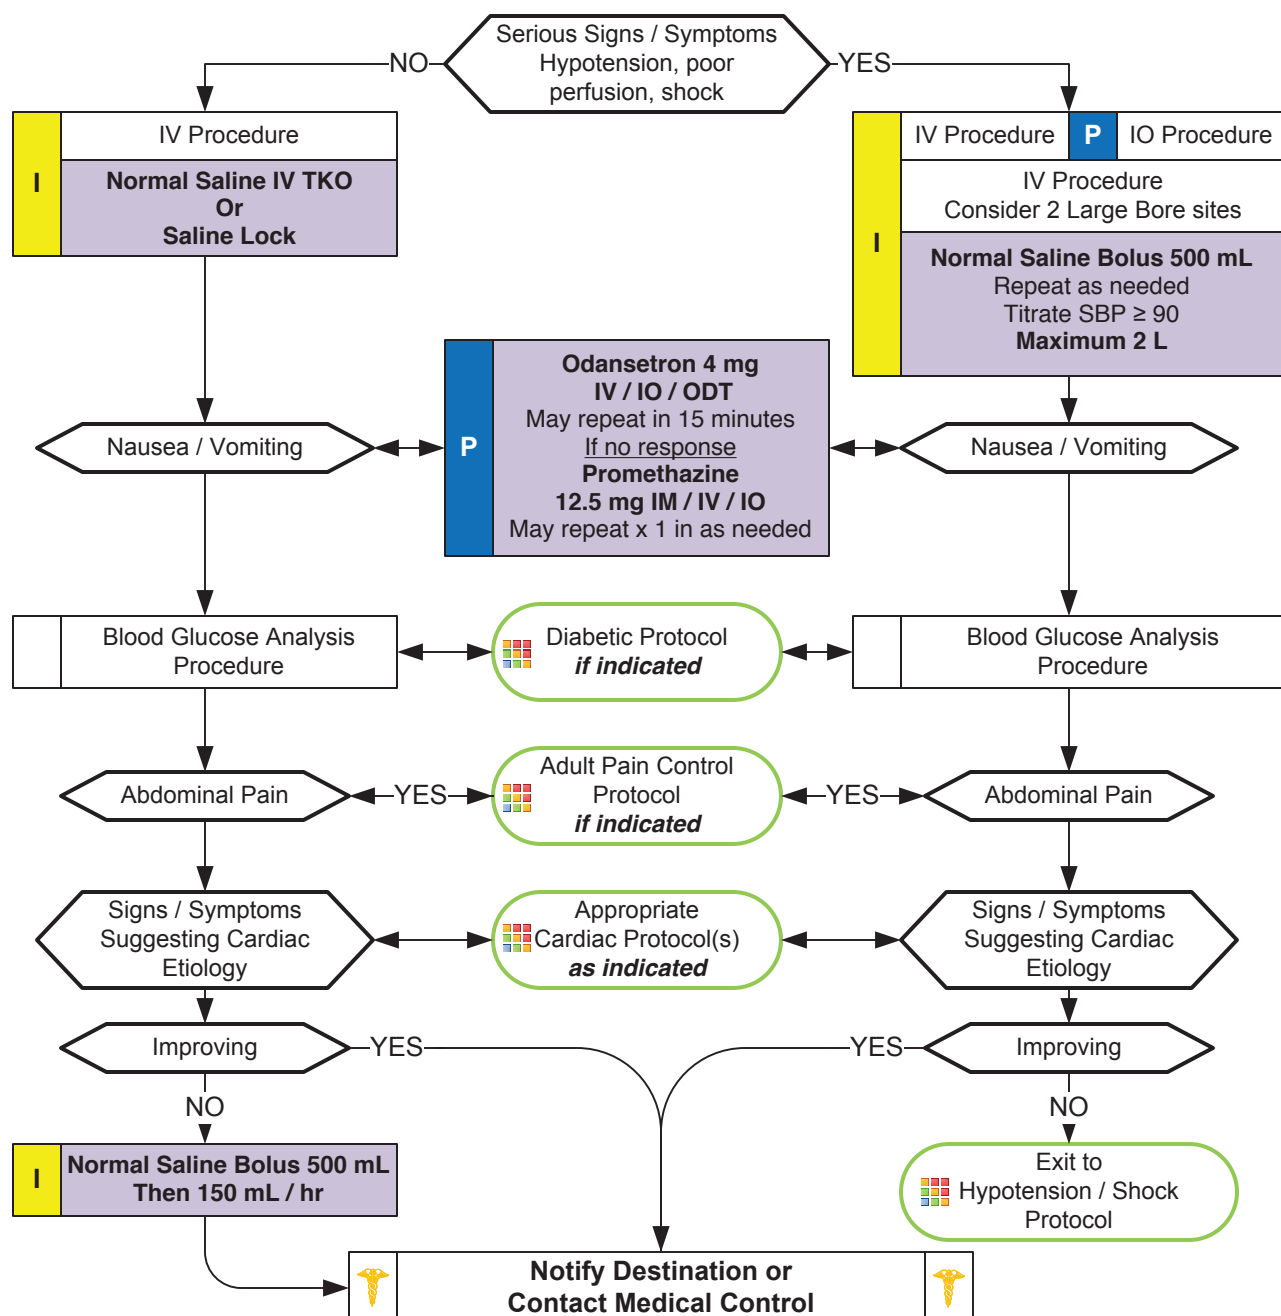 Serious Signs / Symptoms
Hypotension, poor
perfusion, shock
NO
YES
I
IV Procedure
Normal Saline IV TKO
Or
Saline Lock
I
IV Procedure
P
IO Procedure
IV Procedure
Consider 2 Large Bore sites
Normal Saline Bolus 500 mL
Repeat as needed
Titrate SBP ≥ 90
Maximum 2 L
Nausea / Vomiting
P
Odansetron 4 mg
IV / IO / ODT
May repeat in 15 minutes
If no response
Promethazine
12.5 mg IM / IV / IO
May repeat x 1 in as needed
Nausea / Vomiting
Blood Glucose Analysis
Procedure
Diabetic Protocol
if indicated
Blood Glucose Analysis
Procedure
Abdominal Pain
YES
Adult Pain Control
Protocol
if indicated
YES
Abdominal Pain
Signs / Symptoms
Suggesting Cardiac
Etiology
Appropriate
Cardiac Protocol(s)
as indicated
Signs / Symptoms
Suggesting Cardiac
Etiology
Improving
YES
YES
Improving
NO
NO
I
Normal Saline Bolus 500 mL
Then 150 mL / hr
Exit to
Hypotension / Shock
Protocol
Notify Destination or
Contact Medical Control